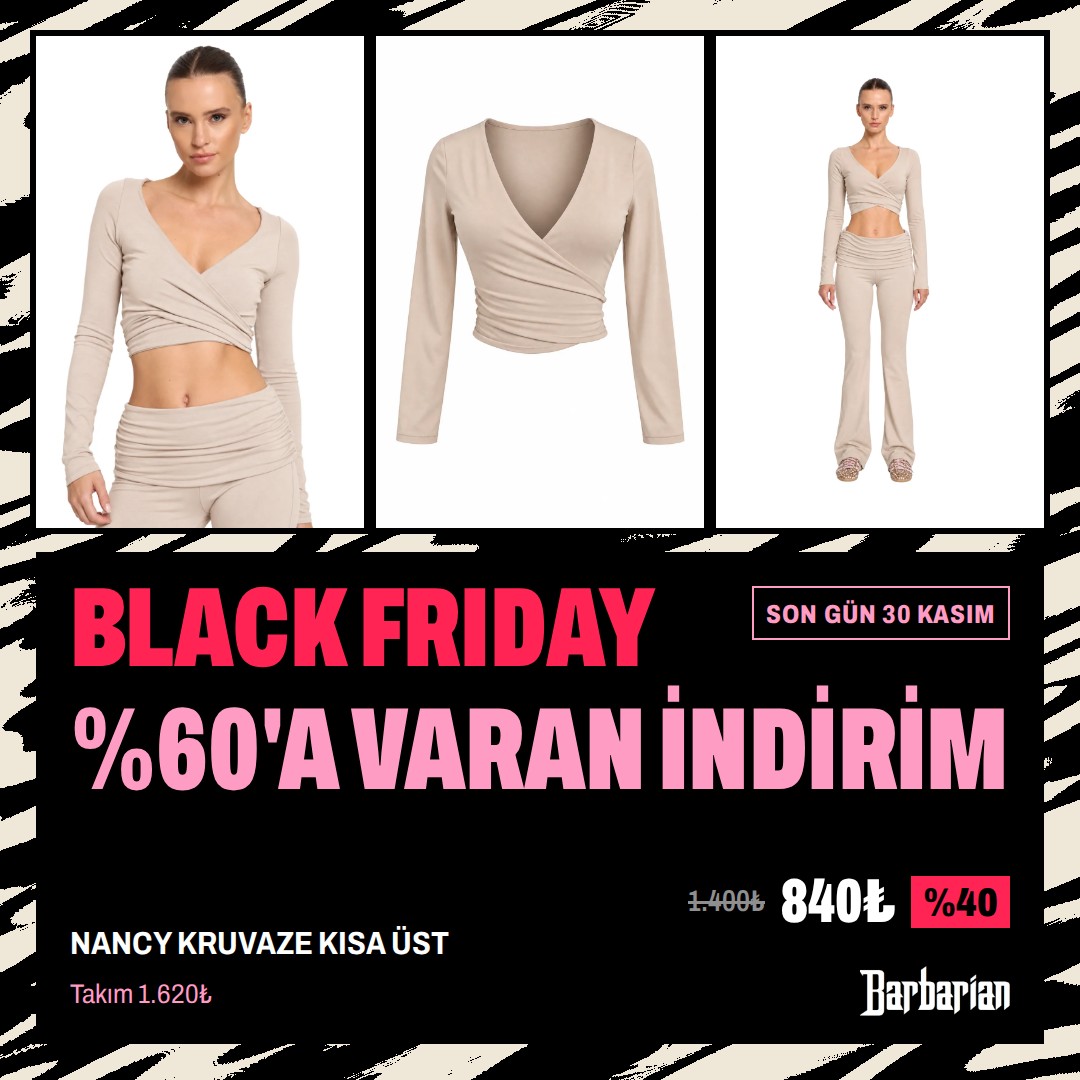 BLACK FRIDAY
SON GÜN 30 KASIM
%60'A VARAN İNDİRİM
1.400₺ 840₺ %40
NANCY KRUVAZE KISA ÜST
Takım 1.620₺
Barbarian